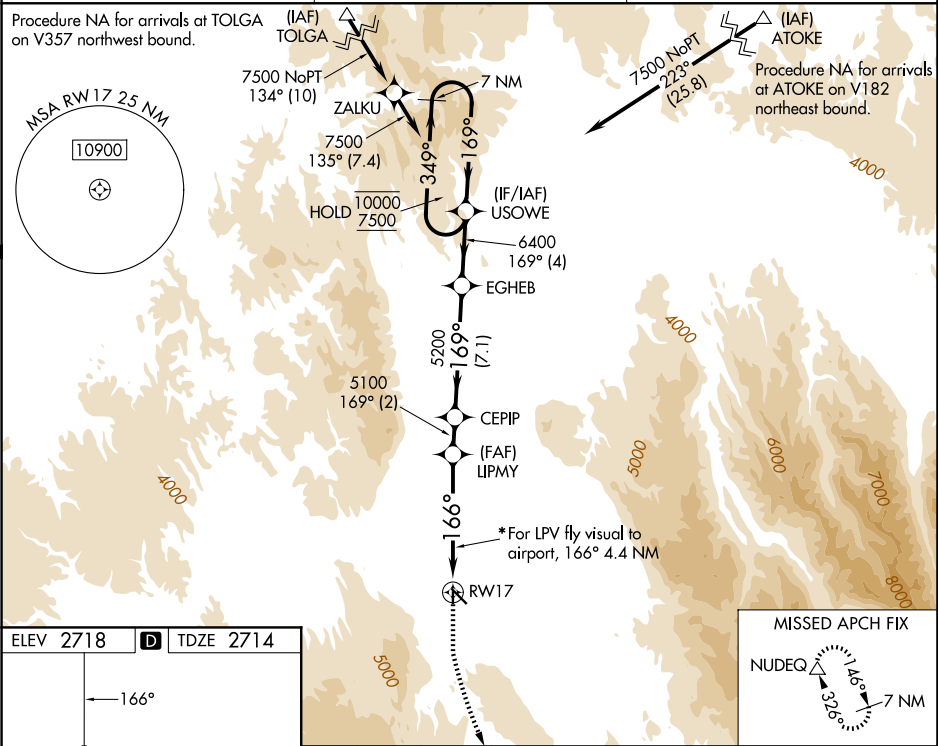 Procedure NA for arrivals at TOLGA
on V357 northwest bound.
(IAF)
TOLGA
(IAF)
ATOKE
7500 NoPT
134° (10)
7 NM
7500 NoPT
223°
(25.8)
Procedure NA for arrivals
at ATOKE on V182
northeast bound.
ZALKU
MSA RW17 25 NM
10900
7500
135° (7.4)
349°
169°
4000
HOLD
10000
7500
(IF/IAF)
USOWE
6400
169° (4)
EGHEB
5200
169°
(7.1)
4000
5100
169° (2)
CEPIP
(FAF)
LIPMY
5000
6000
7000
4000
166°
*For LPV fly visual to
airport, 166° 4.4 NM
RW17
8000
ELEV 2718
D
TDZE 2714
5000
166°
MISSED APCH FIX
NUDEQ
146°
326°
7 NM